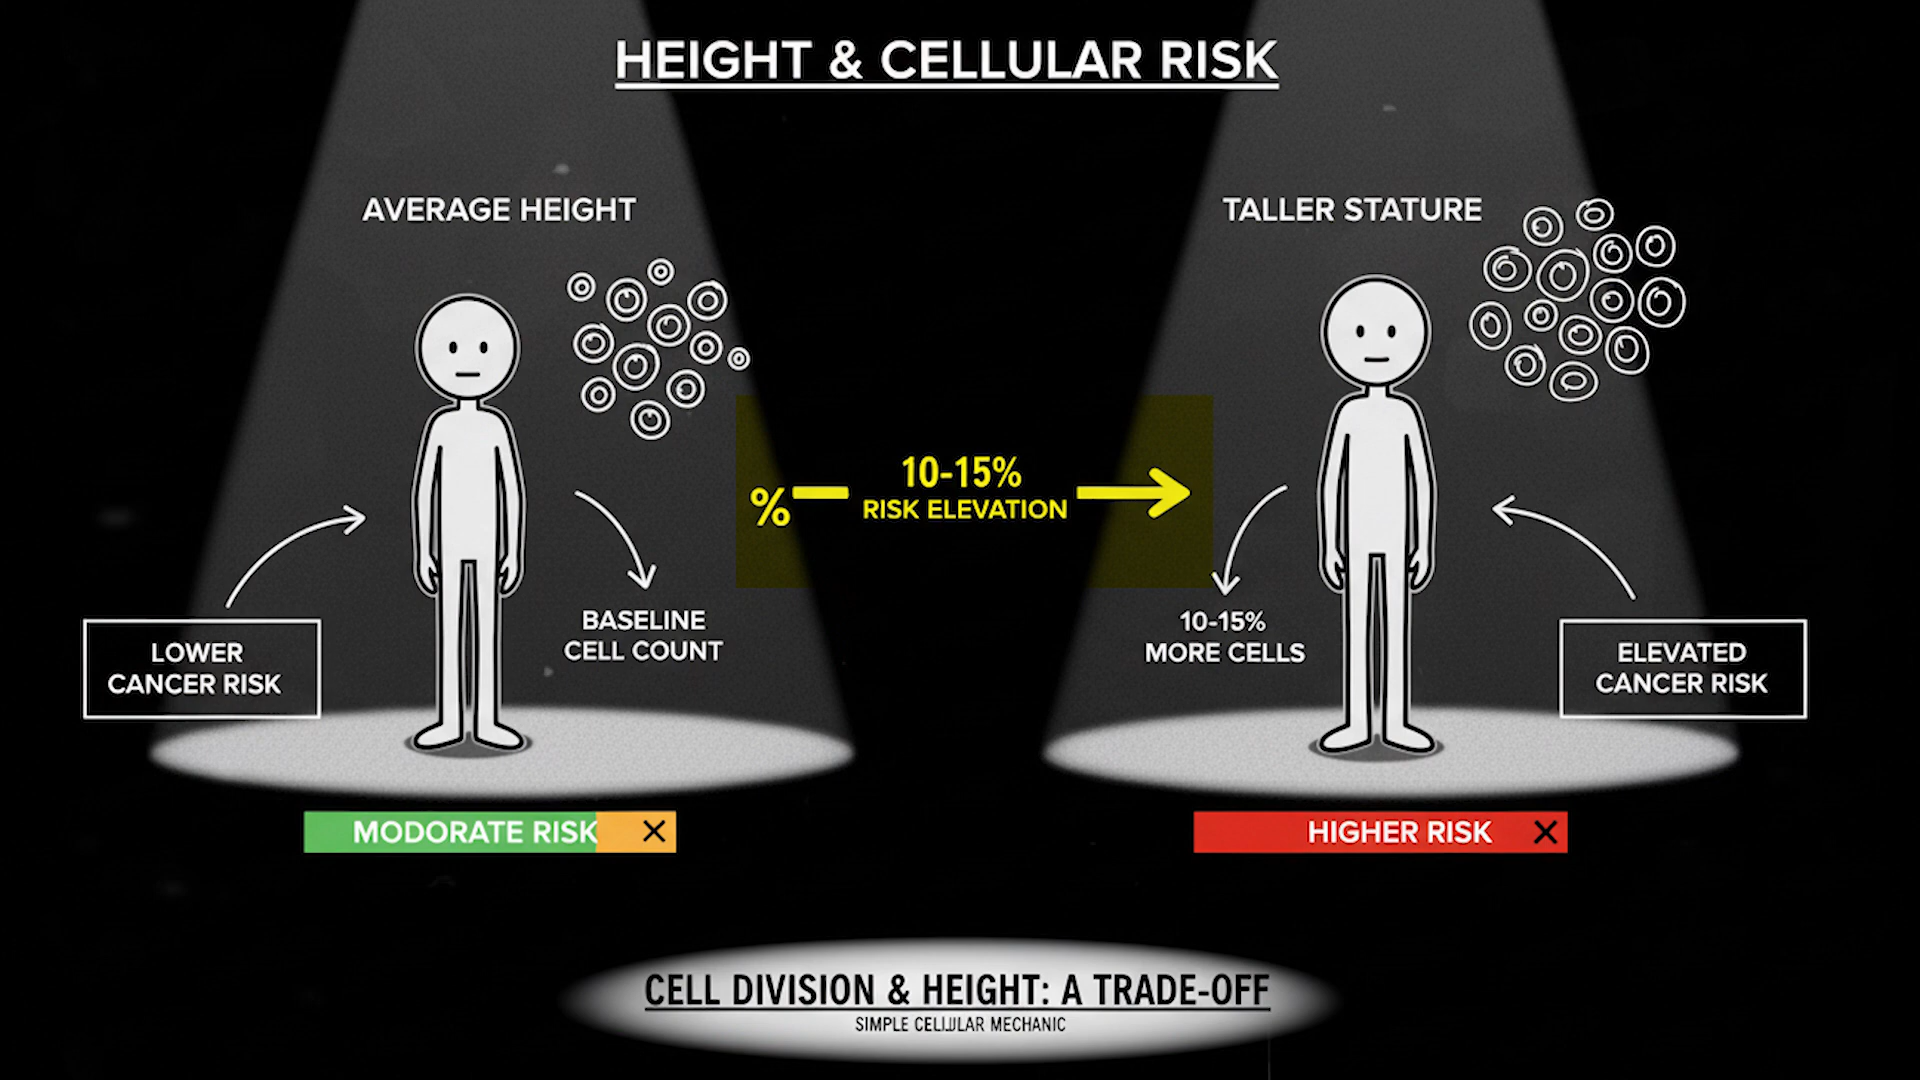 HEIGHT & CELLULAR RISK
AVERAGE HEIGHT
TALLER STATURE
10-15%
% RISK ELEVATION
LOWER
CANCER RISK
BASELINE
CELL COUNT
10-15%
MORE CELLS
ELEVATED
CANCER RISK
MODORATE RISK
HIGHER RISK
CELL DIVISION & HEIGHT: A TRADE-OFF
SIMPLE CELLULAR MECHANIC